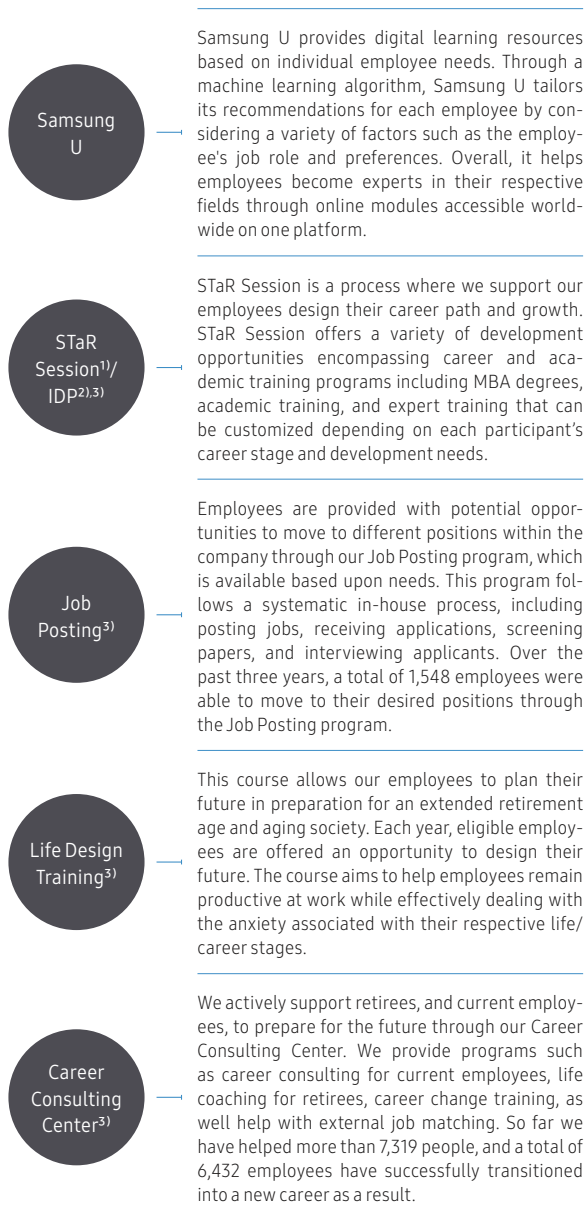 Samsung
U
Samsung U provides digital learning resources
based on individual employee needs. Through a
machine learning algorithm, Samsung U tailors
its recommendations for each employee by con-
sidering a variety of factors such as the employ-
ee's job role and preferences. Overall, it helps
employees become experts in their respective
fields through online modules accessible world-
wide on one platform.
STaR
Session¹⁾/
IDP²⁾,³⁾
STaR Session is a process where we support our
employees design their career path and growth.
STaR Session offers a variety of development
opportunities encompassing career and aca-
demic training programs including MBA degrees,
academic training, and expert training that can
be customized depending on each participant's
career stage and development needs.
Job
Posting³⁾
Employees are provided with potential oppor-
tunities to move to different positions within the
company through our Job Posting program, which
is available based upon needs. This program fol-
lows a systematic in-house process, including
posting jobs, receiving applications, screening
papers, and interviewing applicants. Over the
past three years, a total of 1,548 employees were
able to move to their desired positions through
the Job Posting program.
Life Design
Training³⁾
This course allows our employees to plan their
future in preparation for an extended retirement
age and aging society. Each year, eligible employ-
ees are offered an opportunity to design their
future. The course aims to help employees remain
productive at work while effectively dealing with
the anxiety associated with their respective life/
career stages.
Career
Consulting
Center³⁾
We actively support retirees, and current employ-
ees, to prepare for the future through our Career
Consulting Center. We provide programs such
as career consulting for current employees, life
coaching for retirees, career change training, as
well help with external job matching. So far we
have helped more than 7,319 people, and a total of
6,432 employees have successfully transitioned
into a new career as a result.